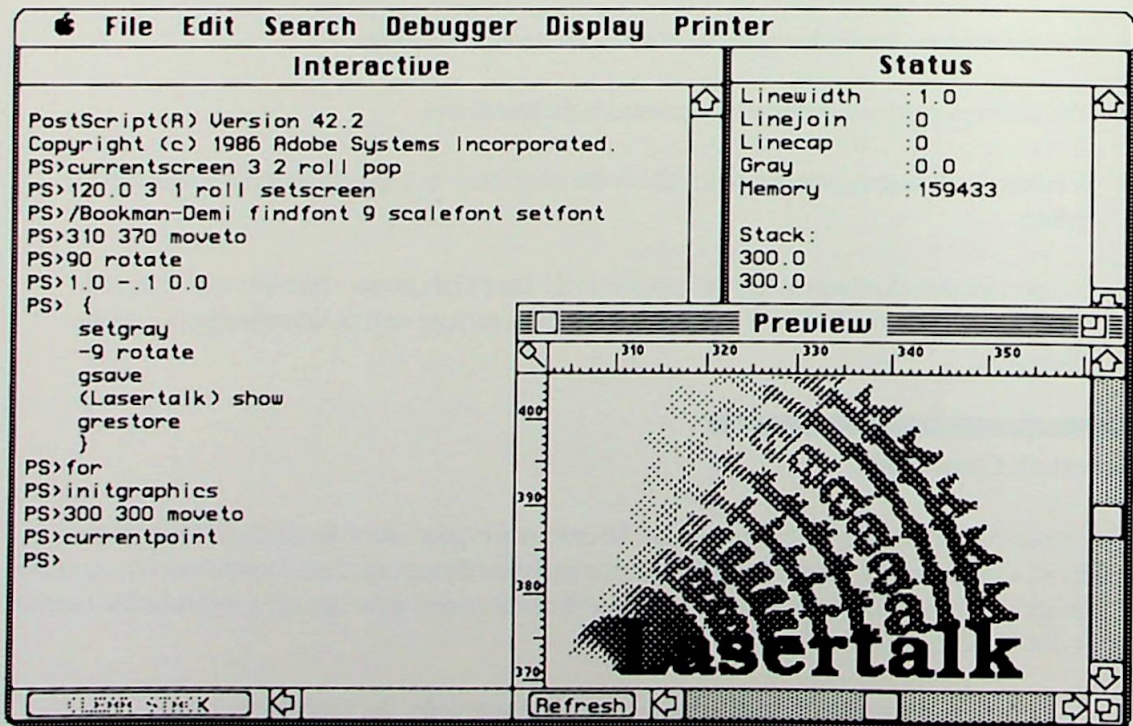 File Edit Search Debugger Display Printer
Interactive
PostScript(R) Version 42.2
Copyright (c) 1986 Adobe Systems Incorporated.
PS>currentscreen 3 2 roll pop
PS>120.0 3 1 roll setscreen
PS>/Bookman-Demi findfont 9 scalefont setfont
PS>310 370 moveto
PS>90 rotate
PS>1.0 -.1 0.0
PS> {
setgray
-9 rotate
gsave
(Lasertalk) show
grestore
}
PS>for
PS>initgraphics
PS>300 300 moveto
PS>currentpoint
PS>
CLEAR STACK
Status
Linewidth :1.0
Linejoin :0
Linecap :0
Gray :0.0
Memory :159433
Stack:
300.0
300.0
Preview
310 320 330 340 350
400
390
380
370
Lasertalk
Refresh